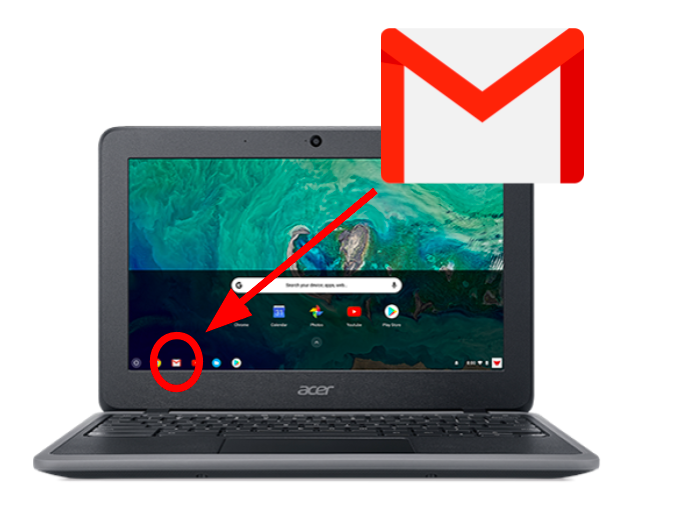 Search your device, apps, web...
Chrome
Calendar
Photos
Youtube
Play Store
acer